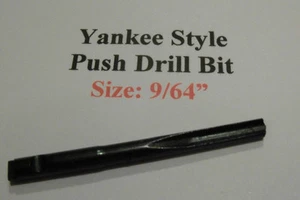 Yankee Style
Push Drill Bit
Size: 9/64”